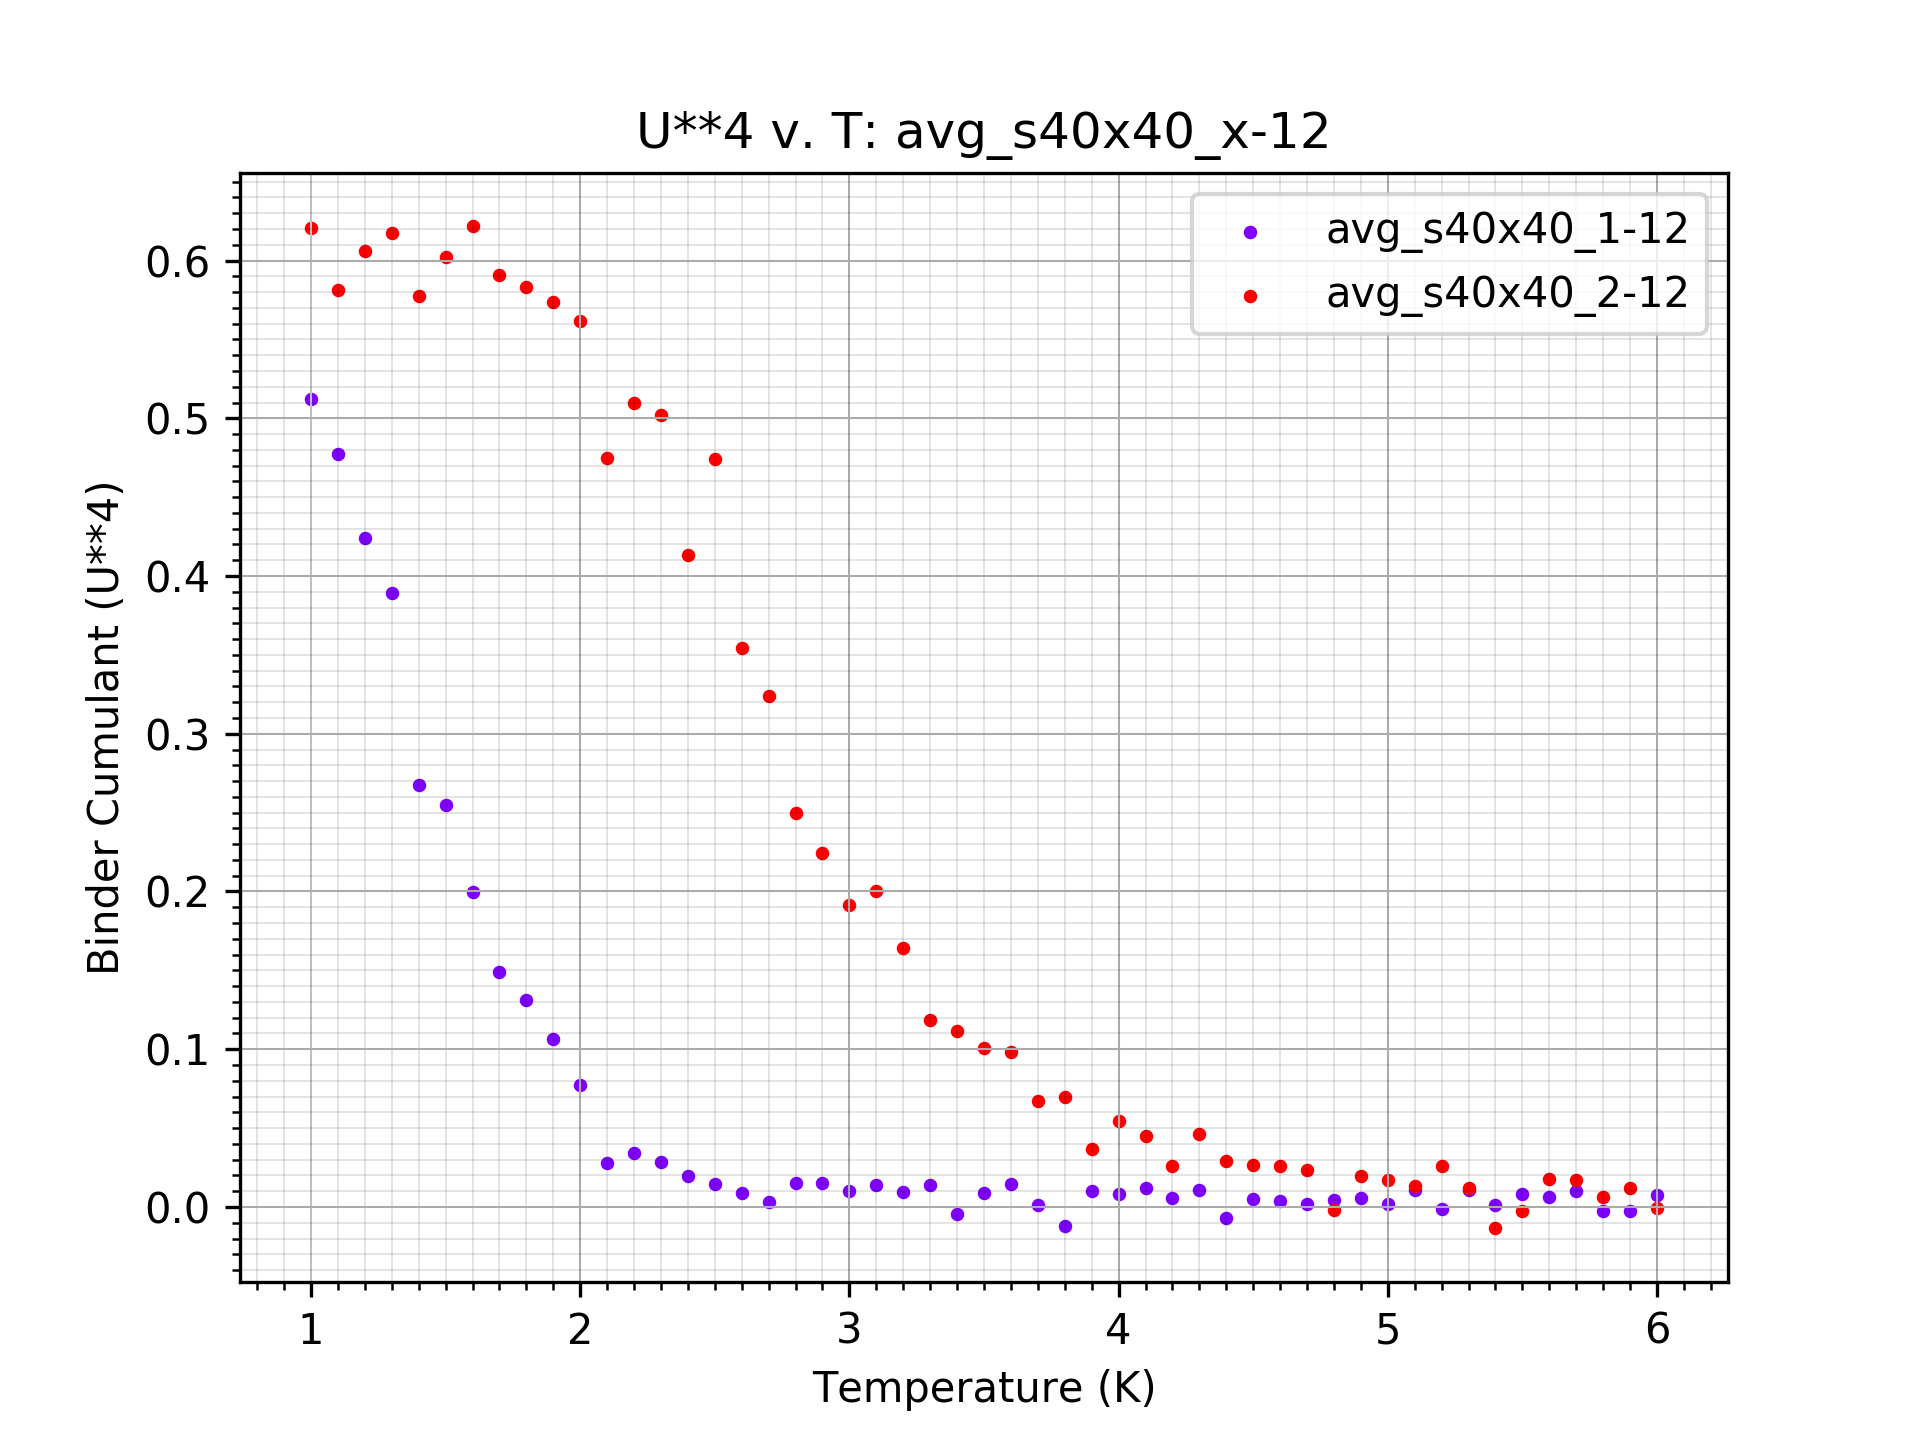 U**4 v. T: avg_s40x40_x-12
avg_s40x40_1-12
avg_s40x40_2-12
Binder Cumulant (U**4)
0.6
0.5
0.4
0.3
0.2
0.1
0.0
1 2 3 4 5 6
Temperature (K)